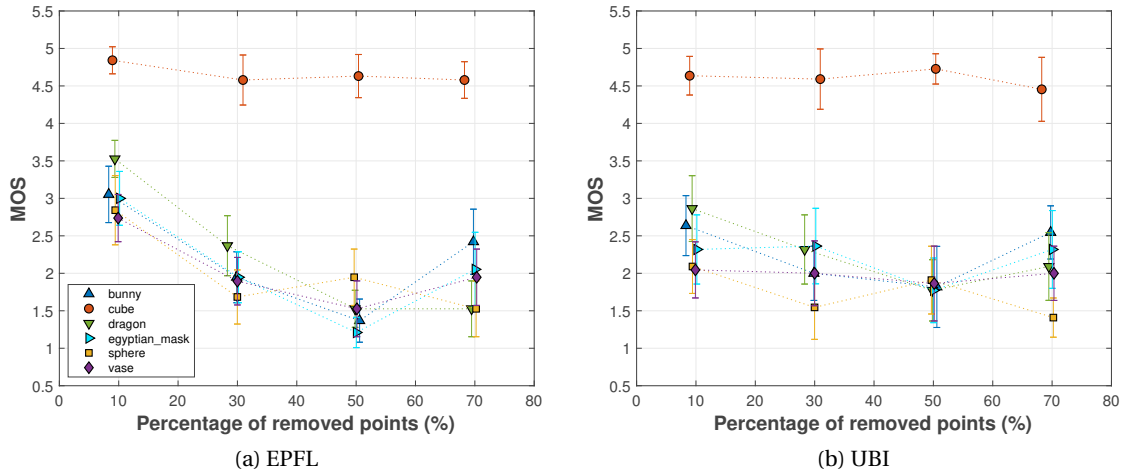 5.5
5
4.5
4
3.5
3
2.5
2
1.5
1
0.5
MOS
bunny
cube
dragon
egyptian_mask
sphere
vase
0 10 20 30 40 50 60 70 80
Percentage of removed points (%)
(a) EPFL
5.5
5
4.5
4
3.5
3
2.5
2
1.5
1
0.5
MOS
0 10 20 30 40 50 60 70 80
Percentage of removed points (%)
(b) UBI